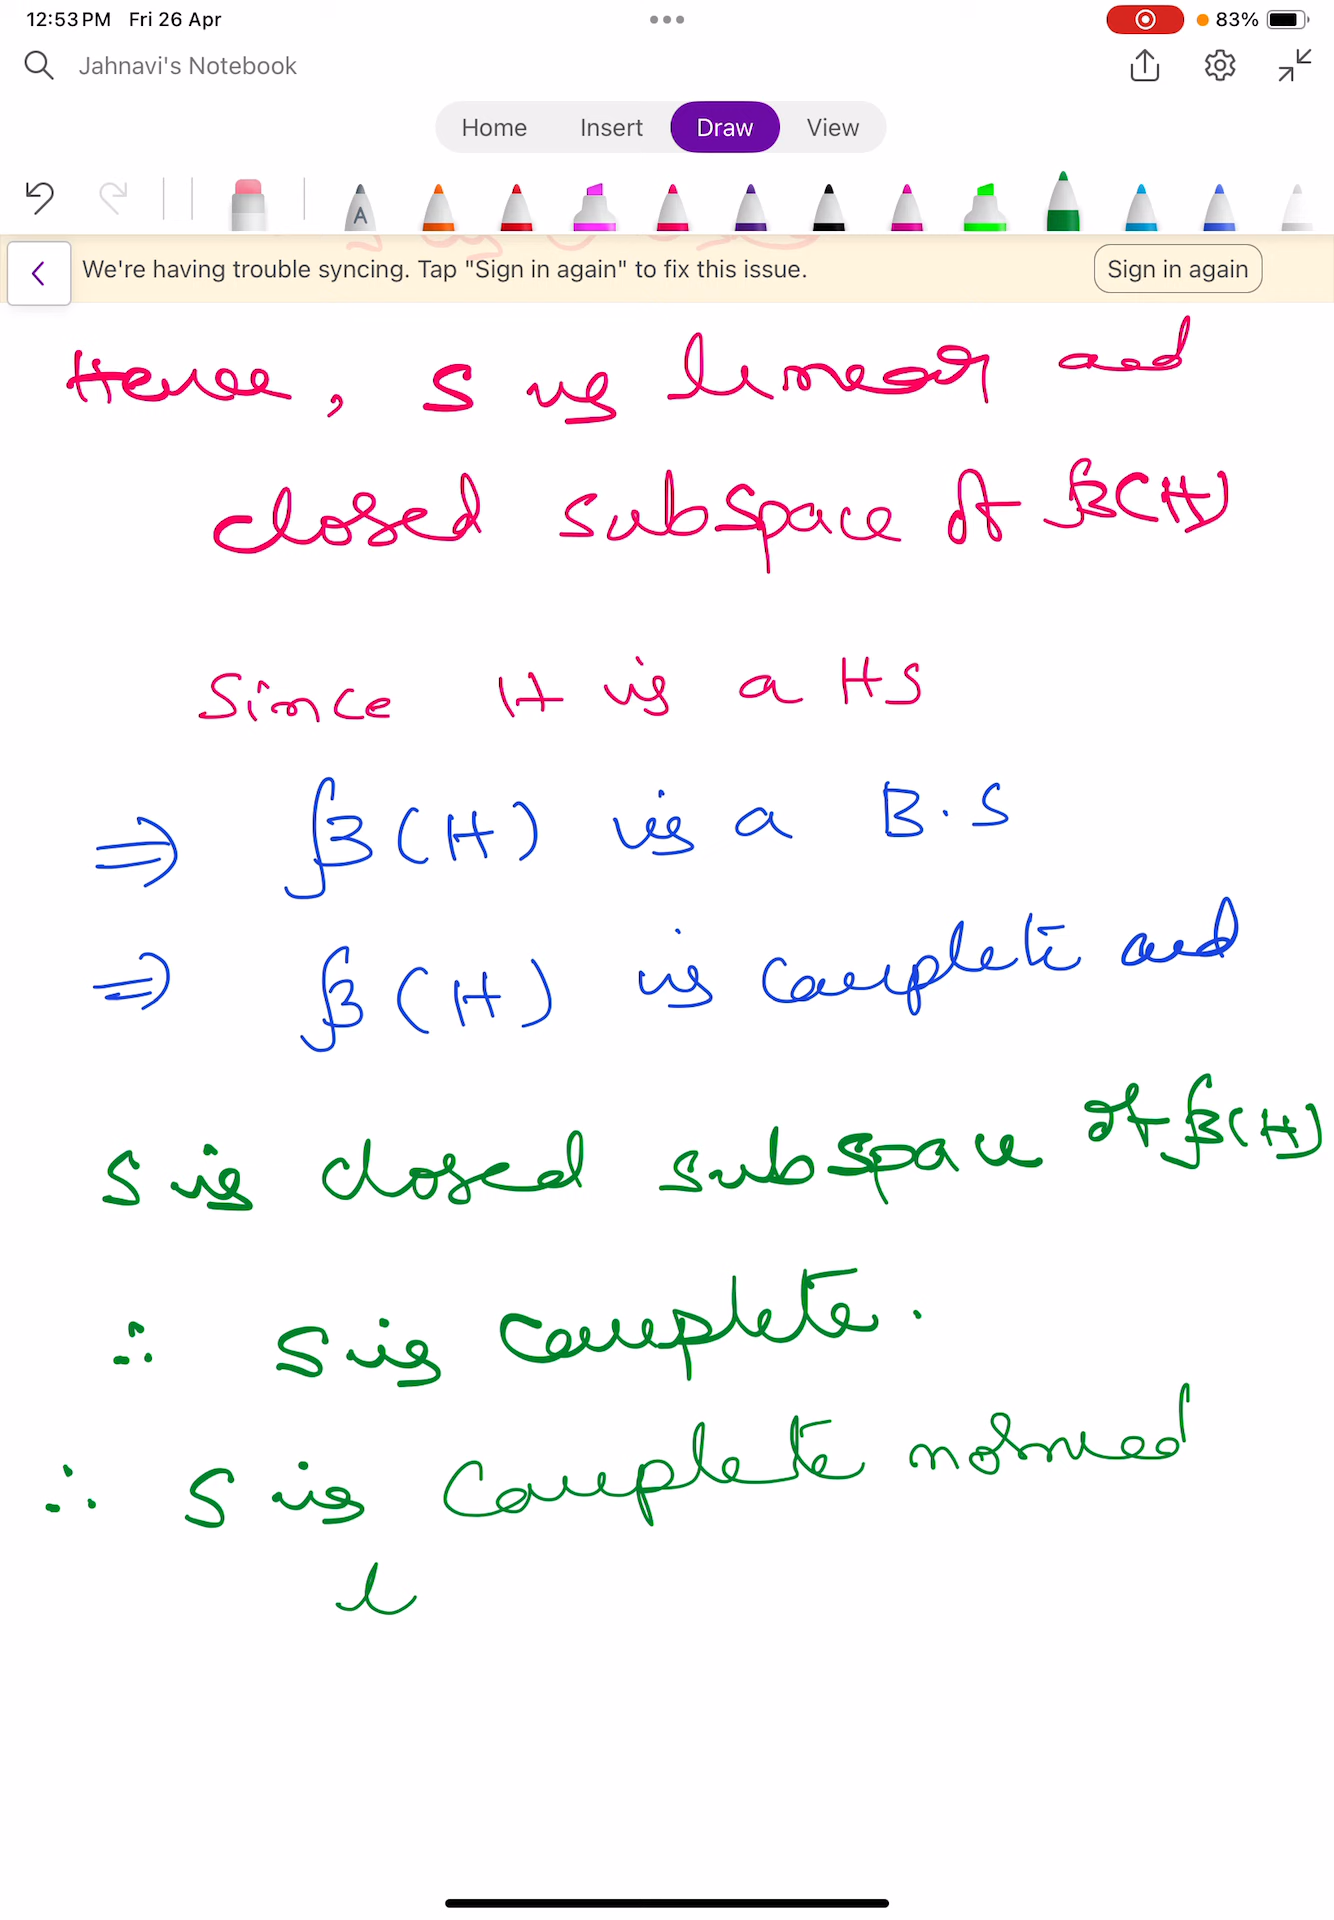 12:53 PM Fri 26 Apr
83%
Jahnavi's Notebook
Home Insert Draw View
A
We're having trouble syncing. Tap "Sign in again" to fix this issue.
Sign in again
Hence, S is linear and
closed subspace of ℬ(H)
Since H is a HS
⇒ ℬ(H) is a B.S
⇒ ℬ(H) is complete and
S is closed subspace of ℬ(H)
∴ S is complete.
∴ S is complete normed
l